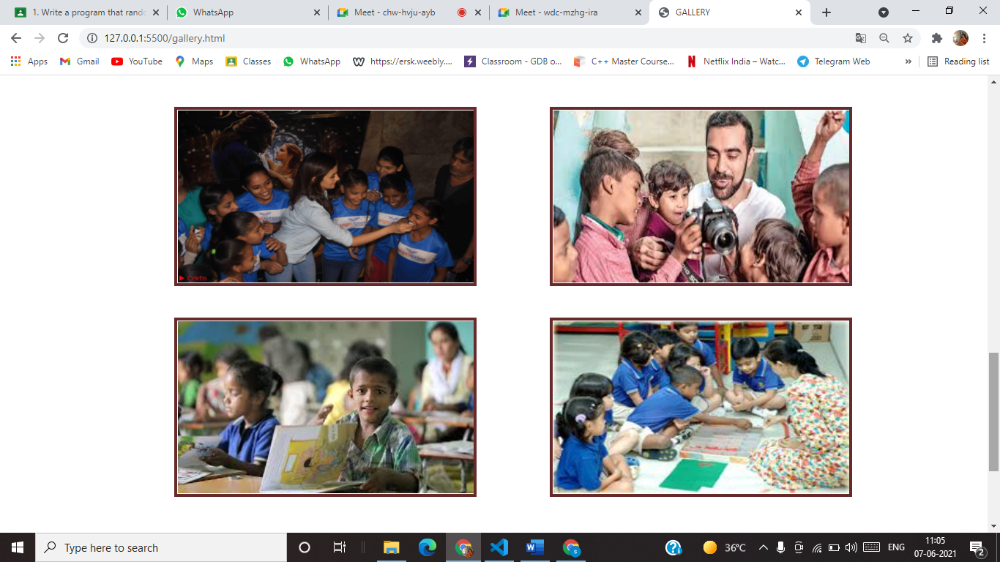 1. Write a program that rando
WhatsApp
Meet - chw-hvju-ayb
Meet - wdc-mzhg-ira
GALLERY
127.0.0.1:5500/gallery.html
Apps
Gmail
YouTube
Maps
Classes
WhatsApp
https://ersk.weebly....
Classroom - GDB o...
C++ Master Course...
Netflix India – Watc...
Telegram Web
»
Reading list
Celebs
Type here to search
36°C
ENG
11:05
07-06-2021
2